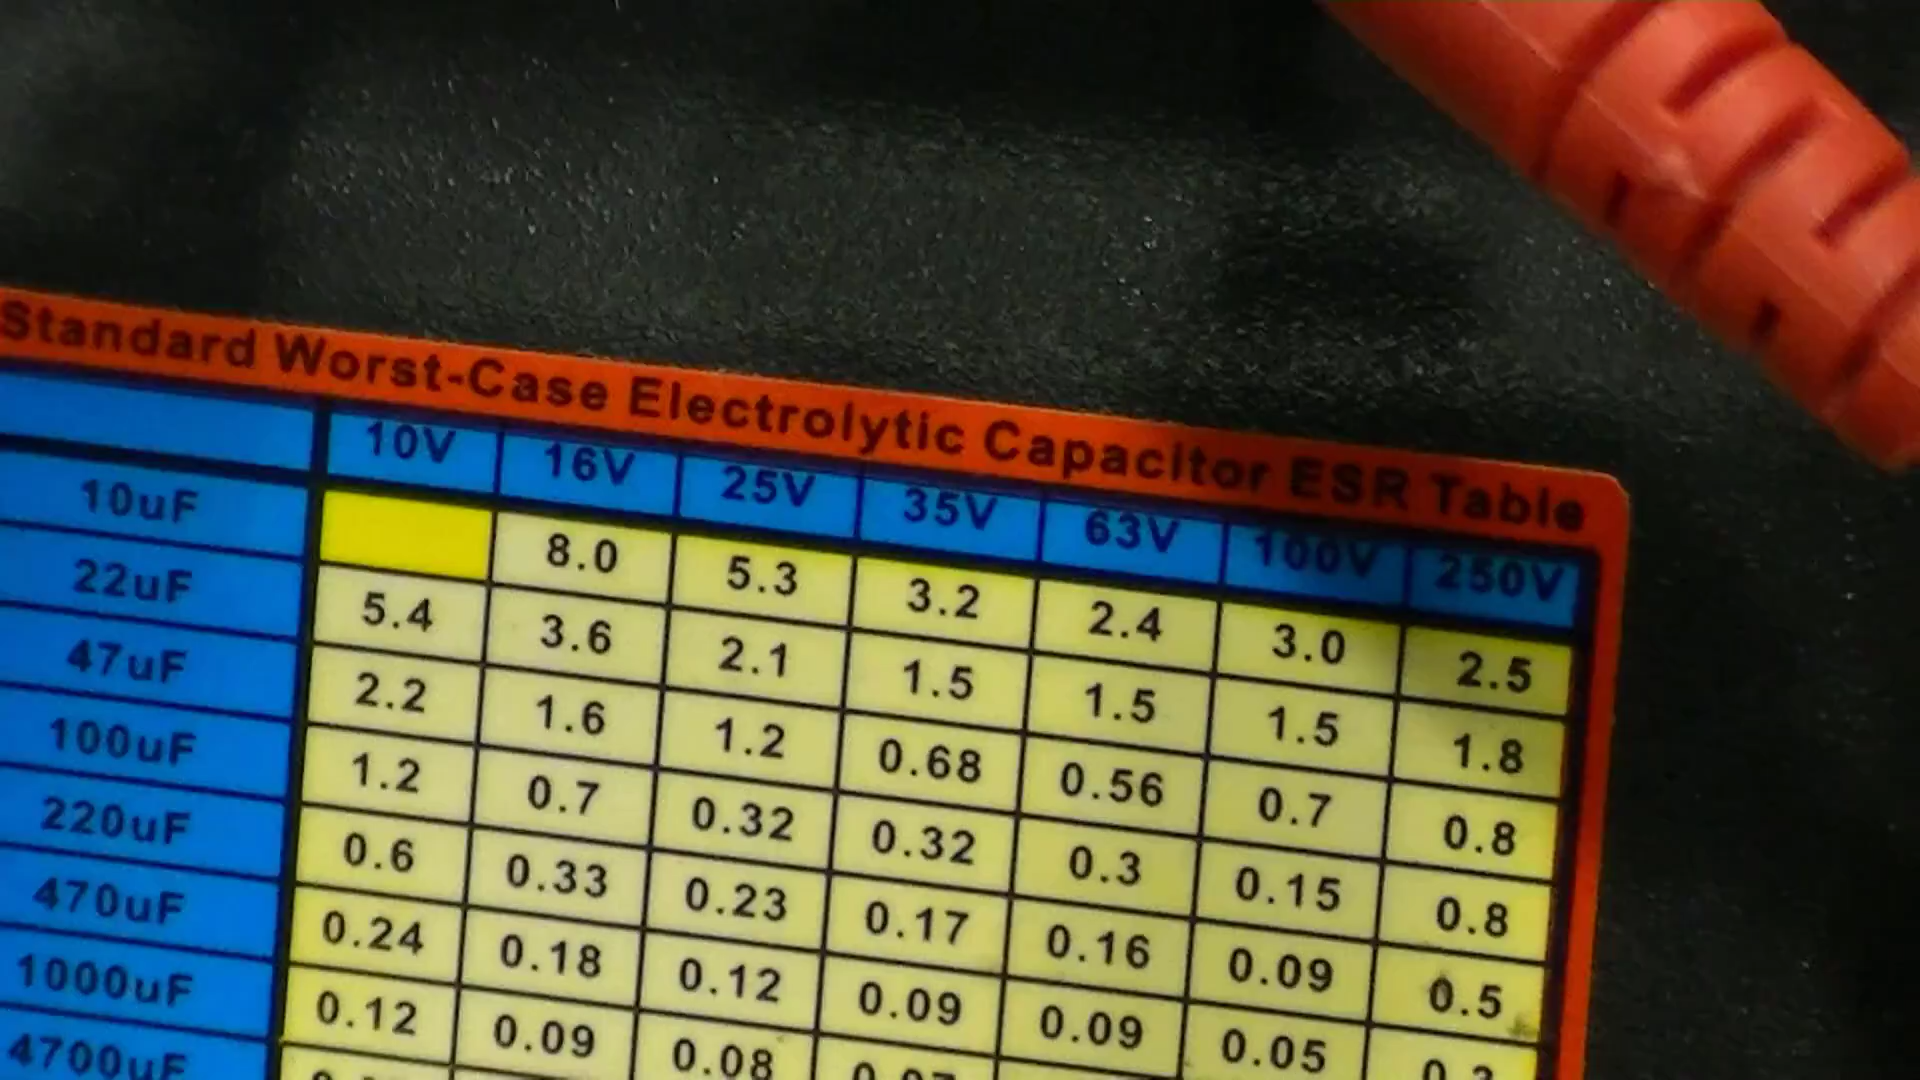 Standard Worst-Case Electrolytic Capacitor ESR Table
10V 16V 25V 35V 63V 100V 250V
10uF 8.0 5.3 3.2 2.4 3.0 2.5
22uF 5.4 3.6 2.1 1.5 1.5 1.5 1.8
47uF 2.2 1.6 1.2 0.68 0.56 0.7 0.8
100uF 1.2 0.7 0.32 0.32 0.3 0.15 0.8
220uF 0.6 0.33 0.23 0.17 0.16 0.09 0.5
470uF 0.24 0.18 0.12 0.09 0.09 0.05
1000uF 0.12 0.09 0.08
4700uF